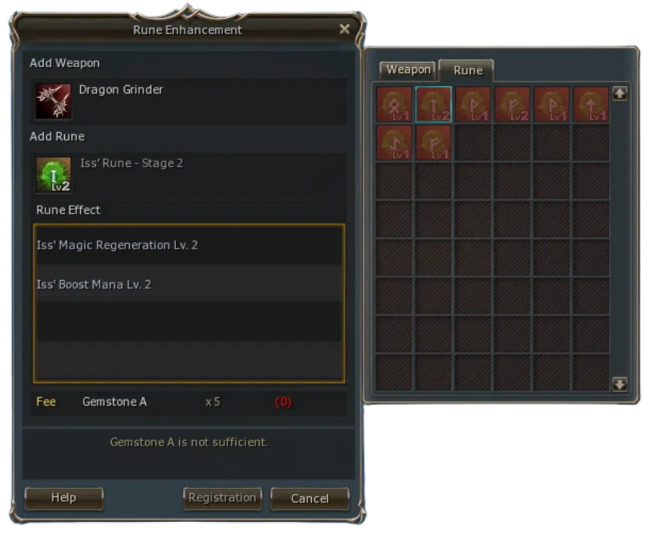 Rune Enhancement
Add Weapon
Dragon Grinder
Add Rune
Iss' Rune - Stage 2
Lv2
Rune Effect
Iss' Magic Regeneration Lv. 2
Iss' Boost Mana Lv. 2
Fee Gemstone A x 5 (0)
Gemstone A is not sufficient.
Help Registration Cancel
Weapon Rune
Lv1 Lv2 Lv1 Lv2 Lv1 Lv1
Lv1 Lv1